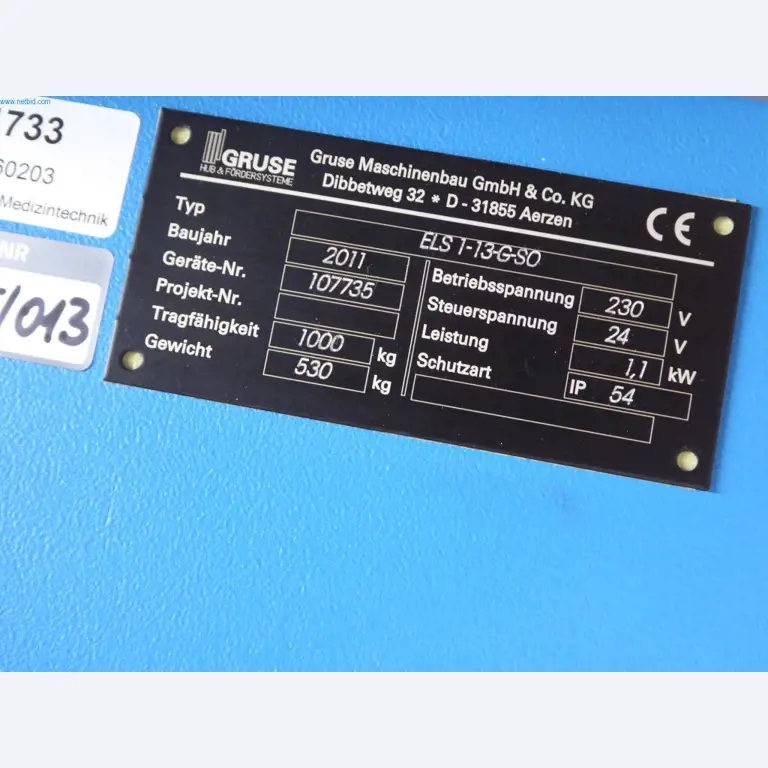 www.netbid.com
1733
60203
Medizintechnik
NR
/013
GRUSE
HUB & FÖRDERSYSTEME
Gruse Maschinenbau GmbH & Co. KG
Dibbetweg 32 * D - 31855 Aerzen
CE
Typ ELS 1-13-G-SO
Baujahr 2011
Geräte-Nr. 107735
Projekt-Nr.
Tragfähigkeit 1000 kg
Gewicht 530 kg
Betriebsspannung 230 V
Steuerspannung 24 V
Leistung 1,1 kW
Schutzart IP 54